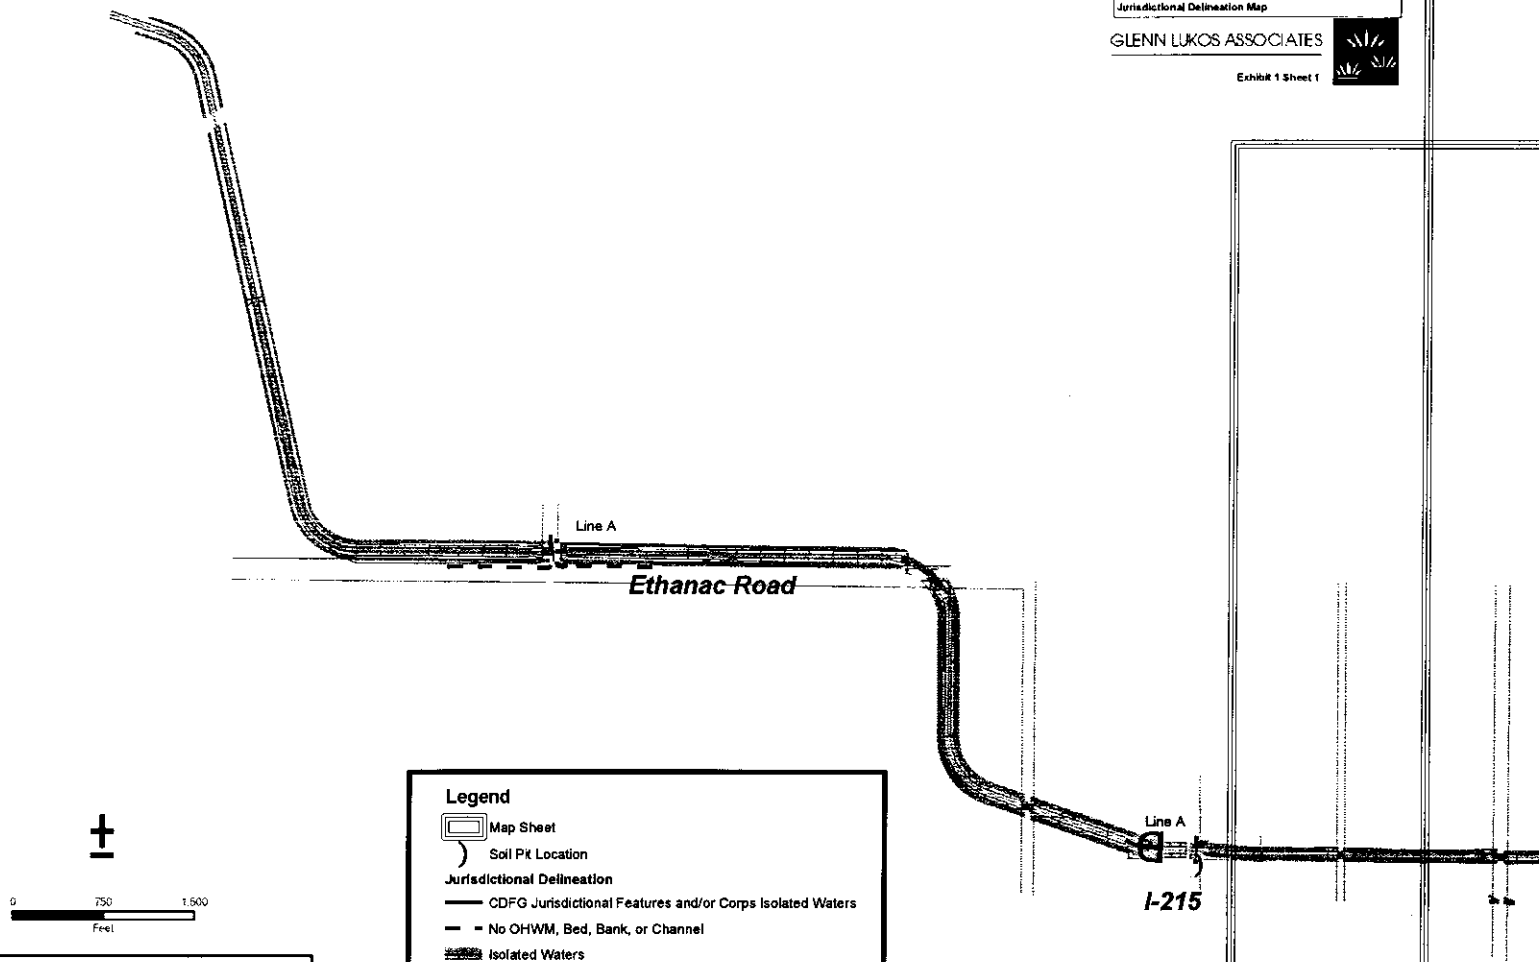 Jurisdictional Delineation Map
GLENN LUKOS ASSOCIATES
Exhibit 1 Sheet 1
Line A
Ethanac Road
Line A
I-215
Legend
Map Sheet
Soil Pit Location
Jurisdictional Delineation
CDFG Jurisdictional Features and/or Corps Isolated Waters
No OHWM, Bed, Bank, or Channel
Isolated Waters
0 750 1,500
Feet